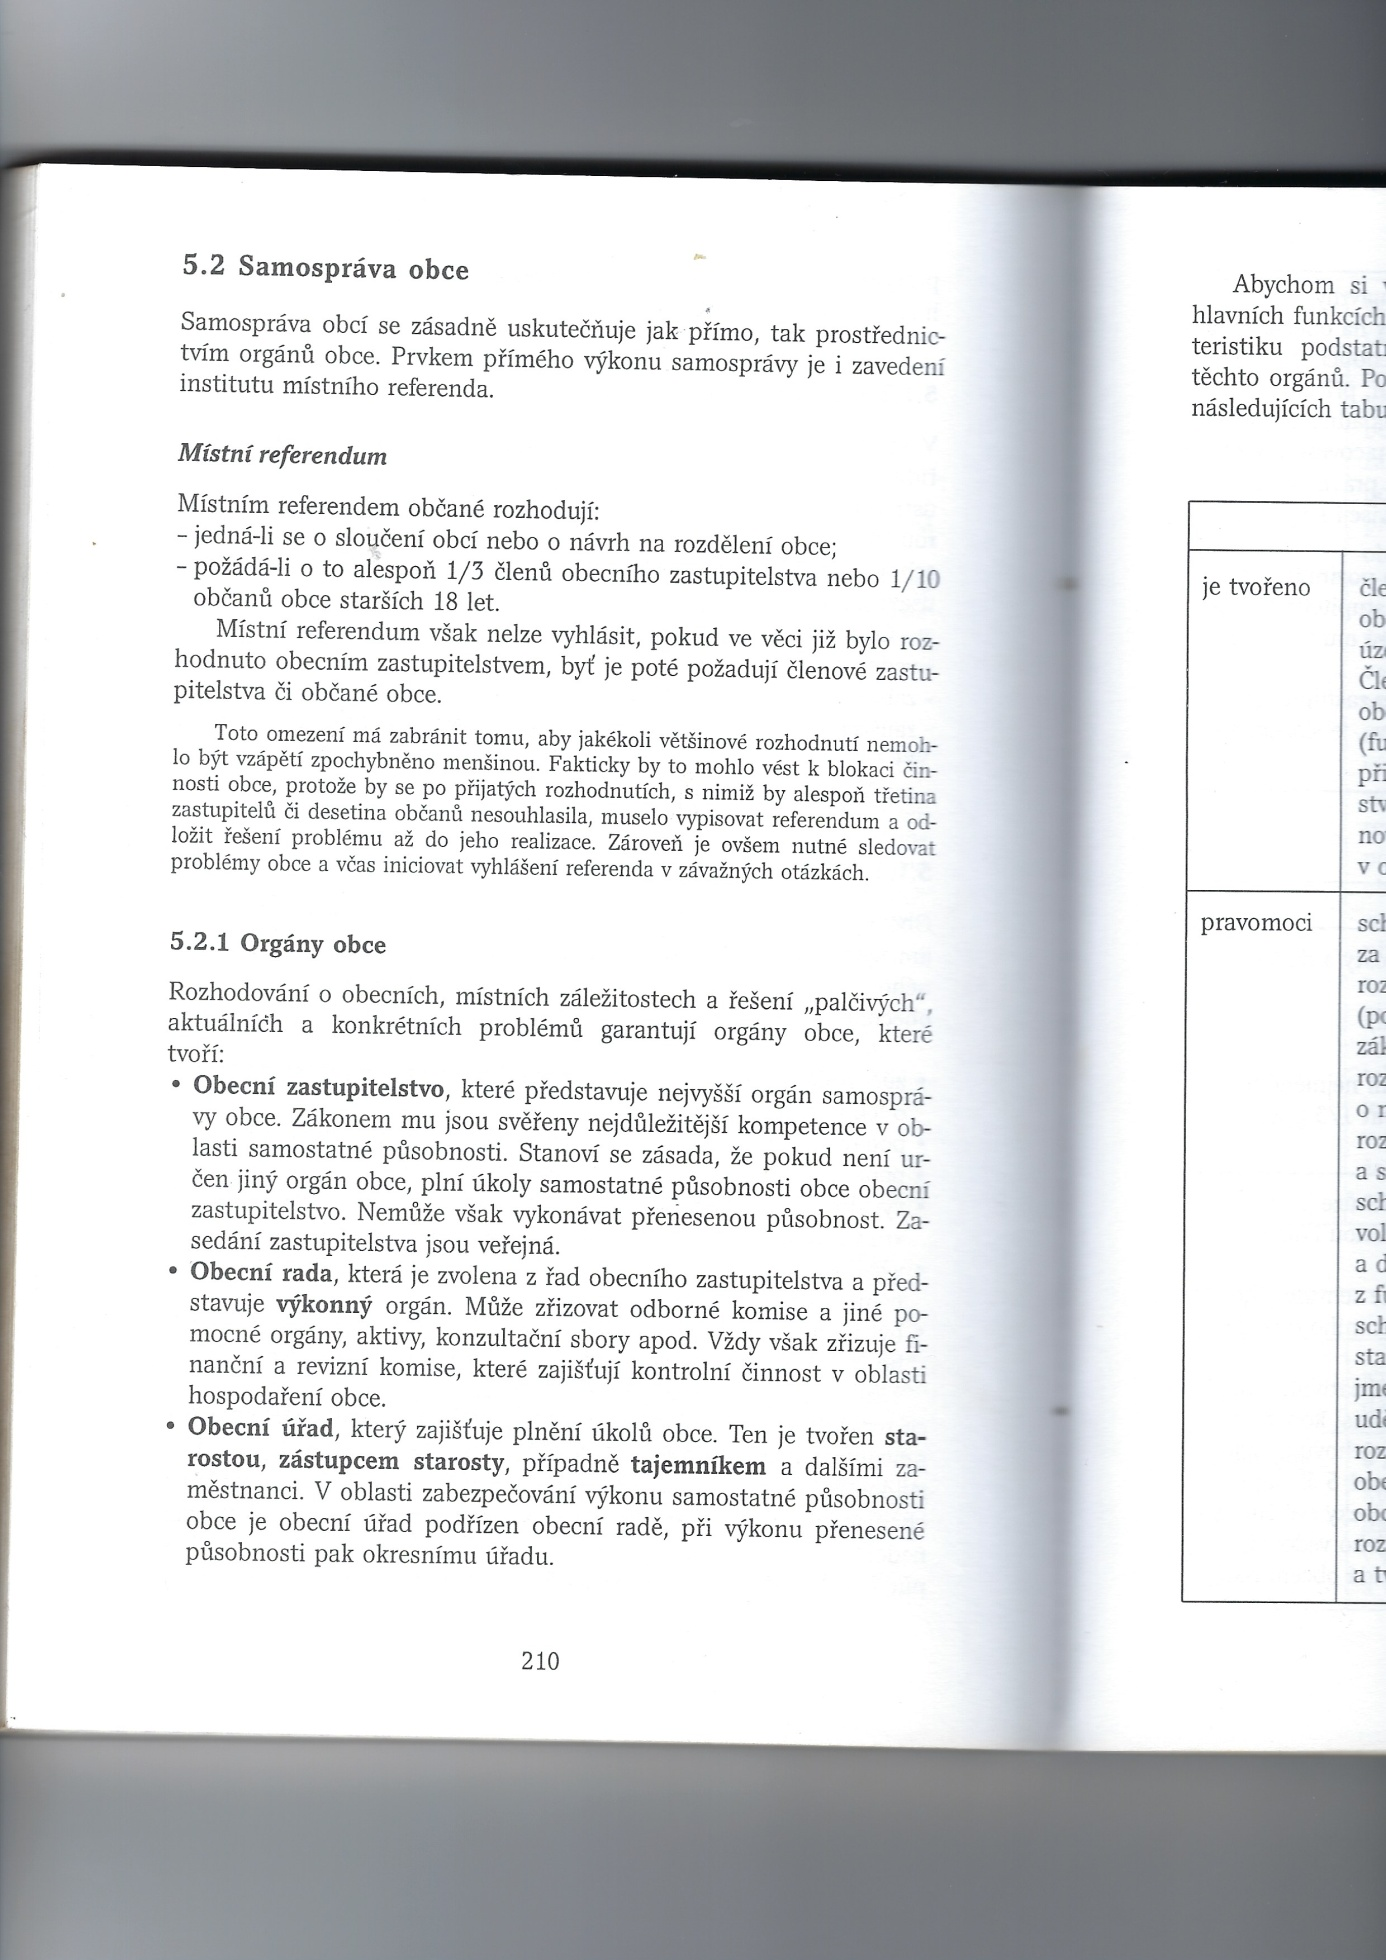 5.2 Samospráva obce
Samospráva obcí se zásadně uskutečňuje jak přímo, tak prostřednic-
tvím orgánů obce. Prvkem přímého výkonu samosprávy je i zavedení
institutu místního referenda.
Místní referendum
Místním referendem občané rozhodují:
- jedná-li se o sloučení obcí nebo o návrh na rozdělení obce;
- požádá-li o to alespoň 1/3 členů obecního zastupitelstva nebo 1/10
občanů obce starších 18 let.
Místní referendum však nelze vyhlásit, pokud ve věci již bylo roz-
hodnuto obecním zastupitelstvem, byť je poté požadují členové zastu-
pitelstva či občané obce.
Toto omezení má zabránit tomu, aby jakékoli většinové rozhodnutí nemoh-
lo být vzápětí zpochybněno menšinou. Fakticky by to mohlo vést k blokaci čin-
nosti obce, protože by se po přijatých rozhodnutích, s nimiž by alespoň třetina
zastupitelů či desetina občanů nesouhlasila, muselo vypisovat referendum a od-
ložit řešení problému až do jeho realizace. Zároveň je ovšem nutné sledovat
problémy obce a včas iniciovat vyhlášení referenda v závažných otázkách.
5.2.1 Orgány obce
Rozhodování o obecních, místních záležitostech a řešení „palčivých“,
aktuálních a konkrétních problémů garantují orgány obce, které
tvoří:
• Obecní zastupitelstvo, které představuje nejvyšší orgán samosprá-
vy obce. Zákonem mu jsou svěřeny nejdůležitější kompetence v ob-
lasti samostatné působnosti. Stanoví se zásada, že pokud není ur-
čen jiný orgán obce, plní úkoly samostatné působnosti obce obecní
zastupitelstvo. Nemůže však vykonávat přenesenou působnost. Za-
sedání zastupitelstva jsou veřejná.
• Obecní rada, která je zvolena z řad obecního zastupitelstva a před-
stavuje výkonný orgán. Může zřizovat odborné komise a jiné po-
mocné orgány, aktivy, konzultační sbory apod. Vždy však zřizuje fi-
nanční a revizní komise, které zajišťují kontrolní činnost v oblasti
hospodaření obce.
• Obecní úřad, který zajišťuje plnění úkolů obce. Ten je tvořen sta-
rostou, zástupcem starosty, případně tajemníkem a dalšími za-
městnanci. V oblasti zabezpečování výkonu samostatné působnosti
obce je obecní úřad podřízen obecní radě, při výkonu přenesené
působnosti pak okresnímu úřadu.
210
Abychom si
hlavních funkcích
teristiku
těchto orgánů.
následujících
je tvořeno
pravomoci
za